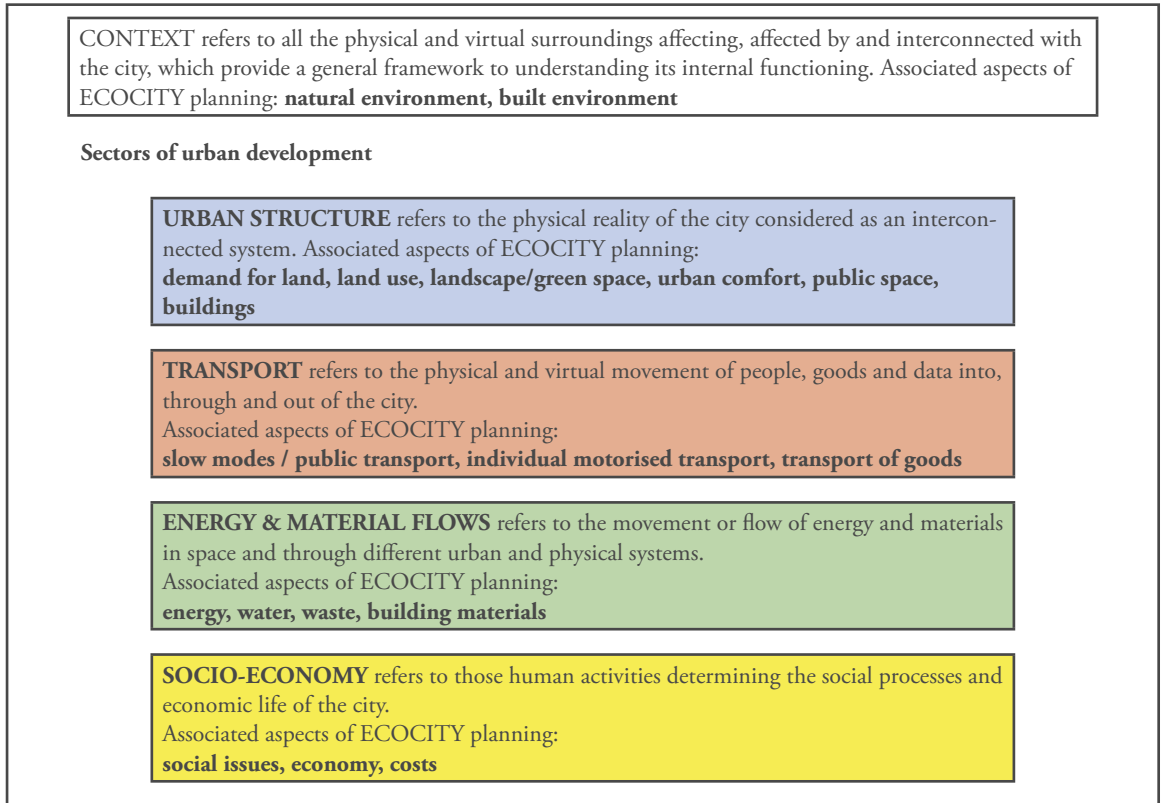 CONTEXT refers to all the physical and virtual surroundings affecting, affected by and interconnected with
the city, which provide a general framework to understanding its internal functioning. Associated aspects of
ECOCITY planning: natural environment, built environment
Sectors of urban development
URBAN STRUCTURE refers to the physical reality of the city considered as an intercon-
nected system. Associated aspects of ECOCITY planning:
demand for land, land use, landscape/green space, urban comfort, public space,
buildings
TRANSPORT refers to the physical and virtual movement of people, goods and data into,
through and out of the city.
Associated aspects of ECOCITY planning:
slow modes / public transport, individual motorised transport, transport of goods
ENERGY & MATERIAL FLOWS refers to the movement or flow of energy and materials
in space and through different urban and physical systems.
Associated aspects of ECOCITY planning:
energy, water, waste, building materials
SOCIO-ECONOMY refers to those human activities determining the social processes and
economic life of the city.
Associated aspects of ECOCITY planning:
social issues, economy, costs